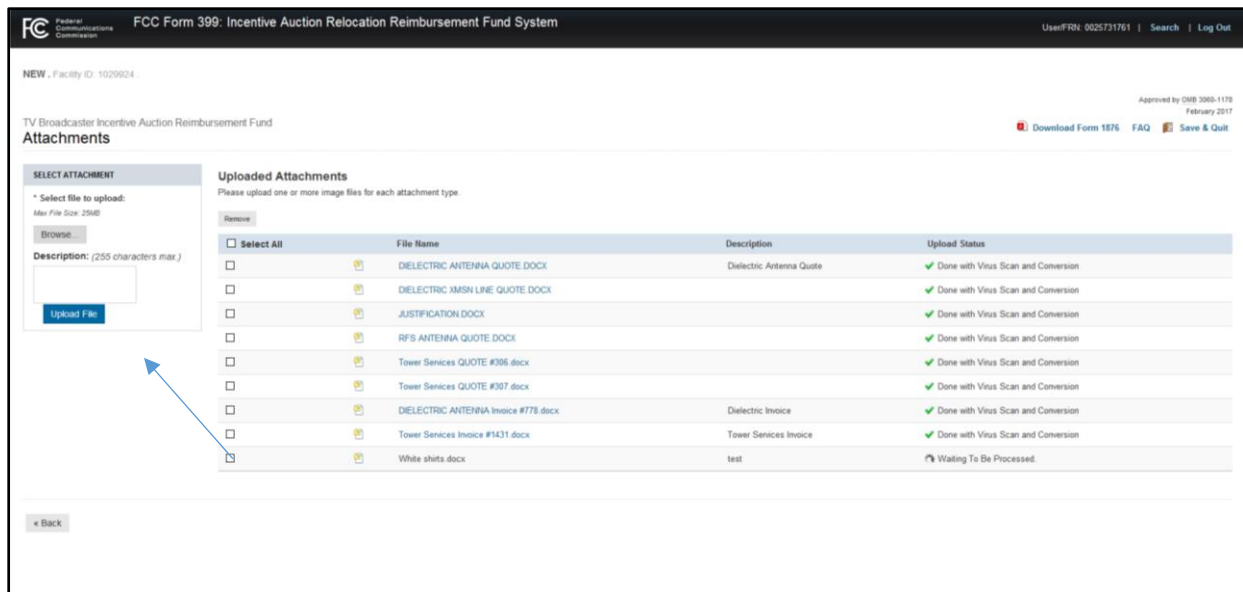 FCC Federal Communications Commission
FCC Form 399: Incentive Auction Relocation Reimbursement Fund System
User/FRN: 0025731761 | Search | Log Out
NEW . Facility ID: 1029924 .
Approved by OMB 3060-1178
February 2017
TV Broadcaster Incentive Auction Reimbursement Fund
Attachments
Download Form 1876 FAQ Save & Quit
SELECT ATTACHMENT
* Select file to upload:
Max File Size: 25MB
Browse...
Description: (255 characters max.)
Upload File
Uploaded Attachments
Please upload one or more image files for each attachment type.
Remove
Select All File Name Description Upload Status
DIELECTRIC ANTENNA QUOTE.DOCX Dielectric Antenna Quote Done with Virus Scan and Conversion
DIELECTRIC XMSN LINE QUOTE.DOCX Done with Virus Scan and Conversion
JUSTIFICATION.DOCX Done with Virus Scan and Conversion
RFS ANTENNA QUOTE.DOCX Done with Virus Scan and Conversion
Tower Services QUOTE #306.docx Done with Virus Scan and Conversion
Tower Services QUOTE #307.docx Done with Virus Scan and Conversion
DIELECTRIC ANTENNA Invoice #778.docx Dielectric Invoice Done with Virus Scan and Conversion
Tower Services Invoice #1431.docx Tower Services Invoice Done with Virus Scan and Conversion
White shirts.docx test Waiting To Be Processed.
« Back